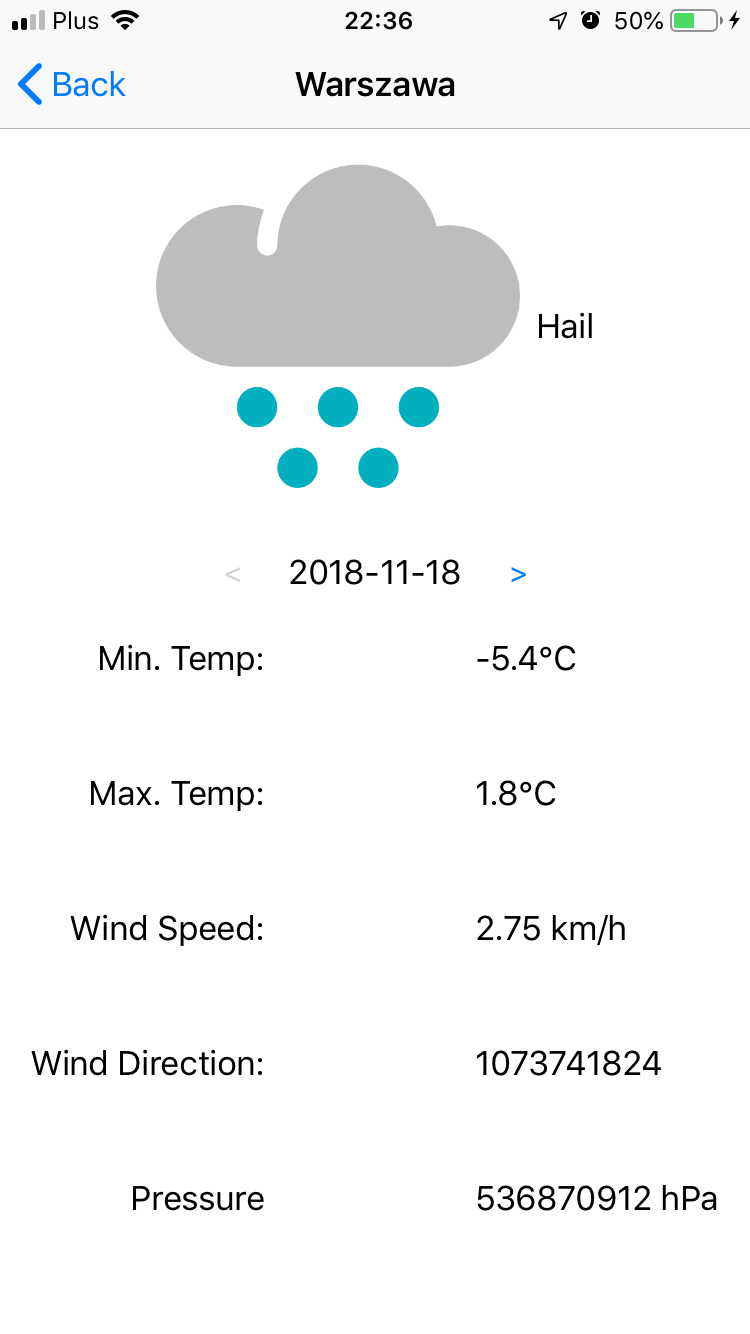 Plus 22:36 50%
Back Warszawa
Hail
< 2018-11-18 >
Min. Temp: -5.4°C
Max. Temp: 1.8°C
Wind Speed: 2.75 km/h
Wind Direction: 1073741824
Pressure 536870912 hPa